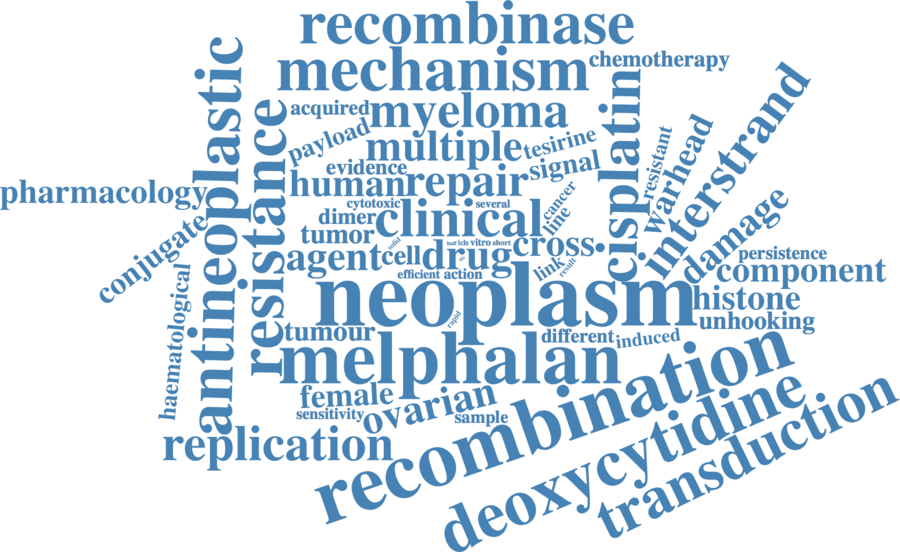 recombinase
mechanism
chemotherapy
antineoplastic
resistance
acquired
myeloma
cisplatin
interstrand
payload
multiple
tesirine
resistant
warhead
evidence
signal
pharmacology
human
repair
cytotoxic
several
cancer
line
dimer
clinical
conjugate
tumor
solid
half
icls
vitro
short
cross
damage
agent
cell
drug
link
result
persistence
component
efficient
action
haematological
neoplasm
histone
rapid
unhooking
tumour
different
induced
melphalan
female
ovarian
sensitivity
sample
recombination
replication
deoxycytidine
transduction